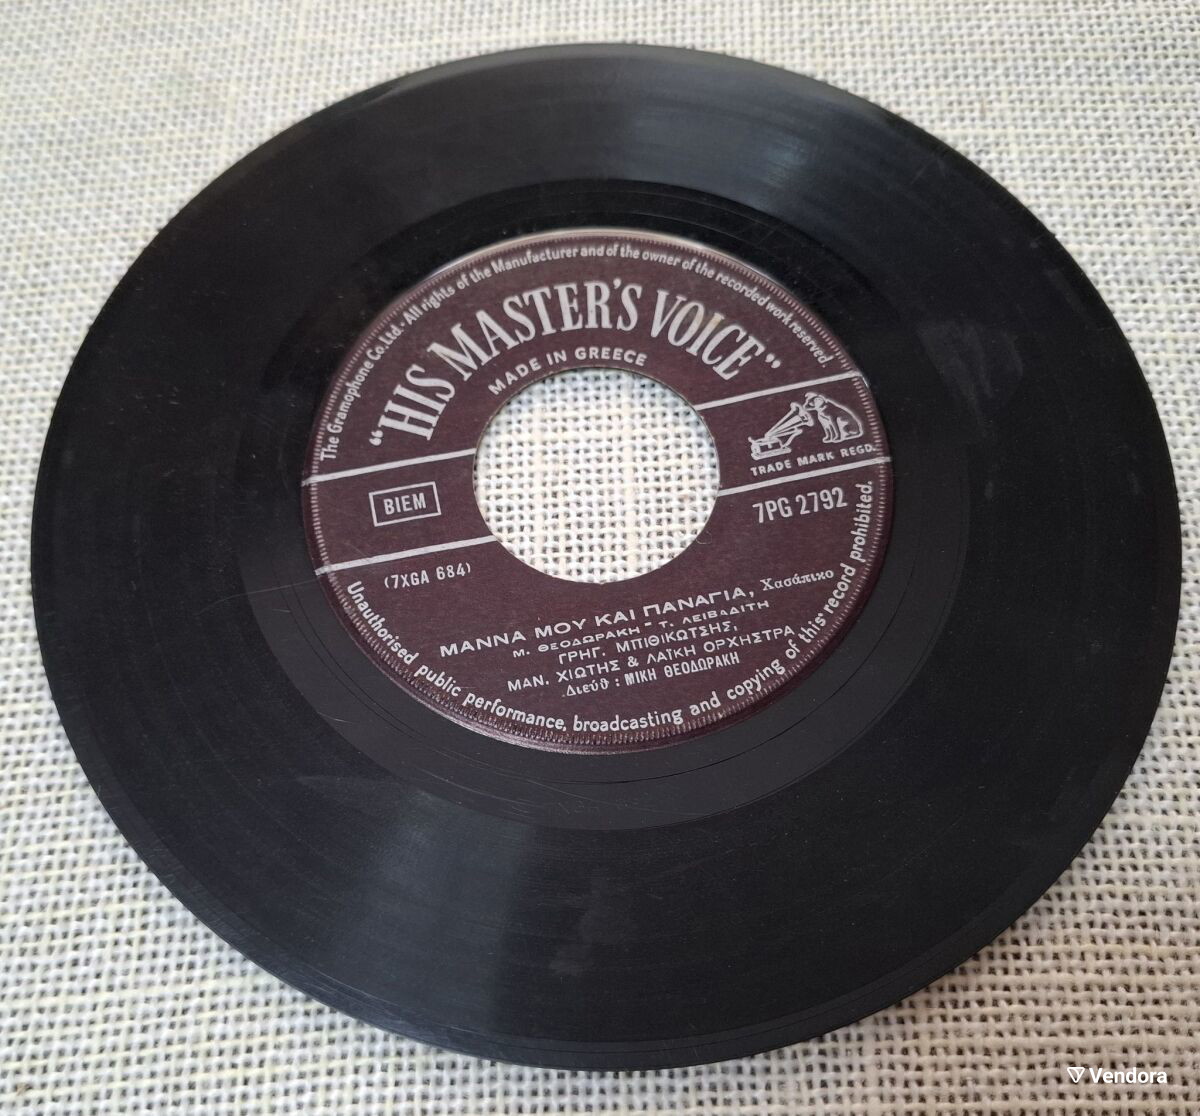 The Gramophone Co. Ltd. · All rights of the Manufacturer and of the owner of the recorded work reserved.
"HIS MASTER'S VOICE"
MADE IN GREECE
TRADE MARK REGD.
BIEM
7PG 2792
(7XGA 684)
ΜΑΝΝΑ ΜΟΥ ΚΑΙ ΠΑΝΑΓΙΑ, Χασάπικο
Μ. ΘΕΟΔΩΡΑΚΗ - Τ. ΛΕΙΒΑΔΙΤΗ
ΓΡΗΓ. ΜΠΙΘΙΚΩΤΣΗΣ,
ΜΑΝ. ΧΙΩΤΗΣ & ΛΑΪΚΗ ΟΡΧΗΣΤΡΑ
Διεύθ : ΜΙΚΗ ΘΕΟΔΩΡΑΚΗ
Unauthorised public performance, broadcasting and copying of this record prohibited.
Vendora